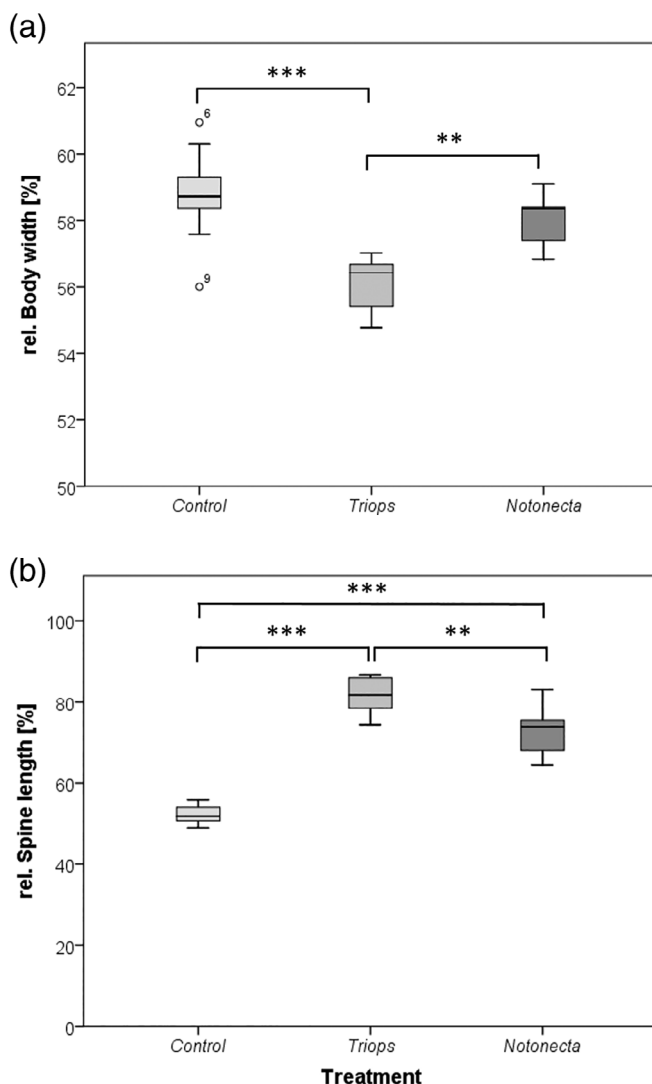 (a)
rel. Body width [%]
62
60
58
56
54
52
50
***
**
6
9
Control Triops Notonecta
(b)
rel. Spine length [%]
100
80
60
40
20
0
***
*** **
Control Triops Notonecta
Treatment